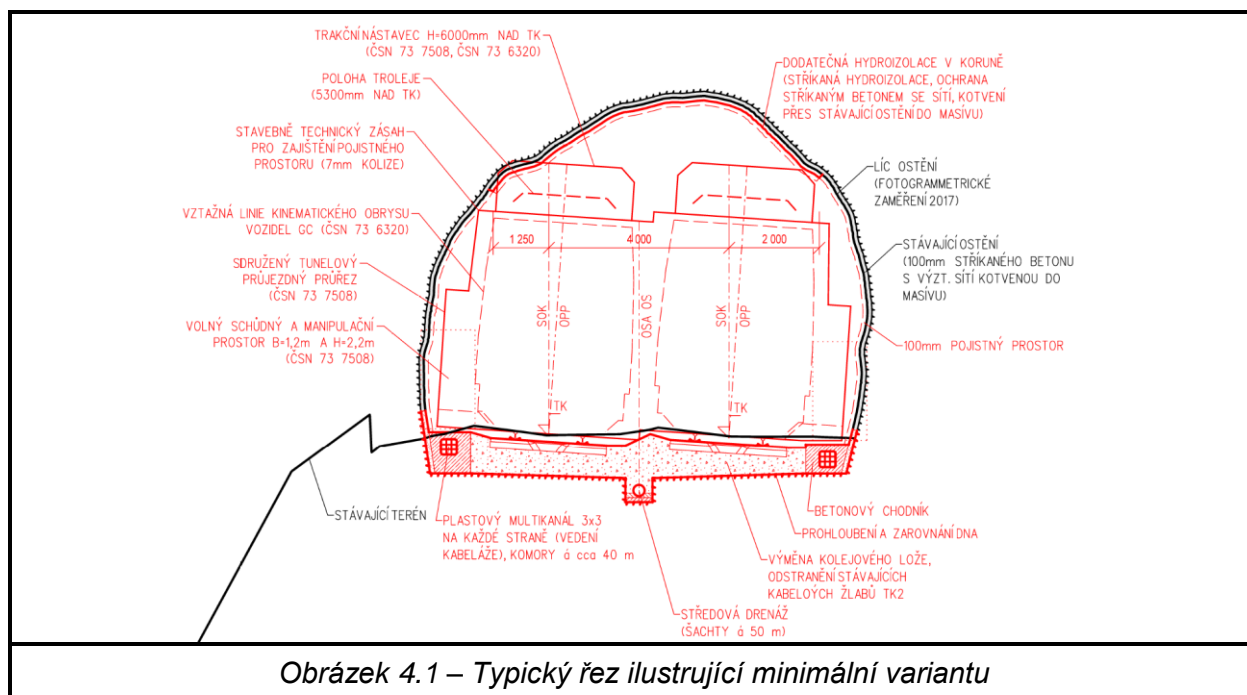 TRAKČNÍ NÁSTAVEC H=6000mm NAD TK
(ČSN 73 7508, ČSN 73 6320)
POLOHA TROLEJE
(5300mm NAD TK)
STAVEBNĚ TECHNICKÝ ZÁSAH
PRO ZAJIŠTĚNÍ POJISTNÉHO
PROSTORU (7mm KOLIZE)
VZTAŽNÁ LINIE KINEMATICKÉHO OBRYSU
VOZIDEL GC (ČSN 73 6320)
SDRUŽENÝ TUNELOVÝ
PRŮJEZDNÝ PRŮŘEZ
(ČSN 73 7508)
VOLNÝ SCHŮDNÝ A MANIPULAČNÍ
PROSTOR B=1,2m A H=2,2m
(ČSN 73 7508)
DODATEČNÁ HYDROIZOLACE V KORUNĚ
(STŘÍKANÁ HYDROIZOLACE, OCHRANA
STŘÍKANÝM BETONEM SE SÍTÍ, KOTVENÍ
PŘES STÁVAJÍCÍ OSTĚNÍ DO MASÍVU)
LÍC OSTĚNÍ
(FOTOGRAMMETRICKÉ
ZAMĚŘENÍ 2017)
STÁVAJÍCÍ OSTĚNÍ
(100mm STŘÍKANÉHO BETONU
S VÝZT. SÍTÍ KOTVENOU DO
MASÍVU)
100mm POJISTNÝ PROSTOR
1 250
4 000
2 000
SOK
OPP
OSA OS
SOK
OPP
TK
TK
STÁVAJÍCÍ TERÉN
PLASTOVÝ MULTIKANÁL 3x3
NA KAŽDÉ STRANĚ (VEDENÍ
KABELÁŽE), KOMORY á cca 40 m
STŘEDOVÁ DRENÁŽ
(ŠACHTY á 50 m)
BETONOVÝ CHODNÍK
PROHLOUBENÍ A ZAROVNÁNÍ DNA
VÝMĚNA KOLEJOVÉHO LOŽE,
ODSTRANĚNÍ STÁVAJÍCÍCH
KABELOÝCH ŽLABŮ TK2
Obrázek 4.1 – Typický řez ilustrující minimální variantu